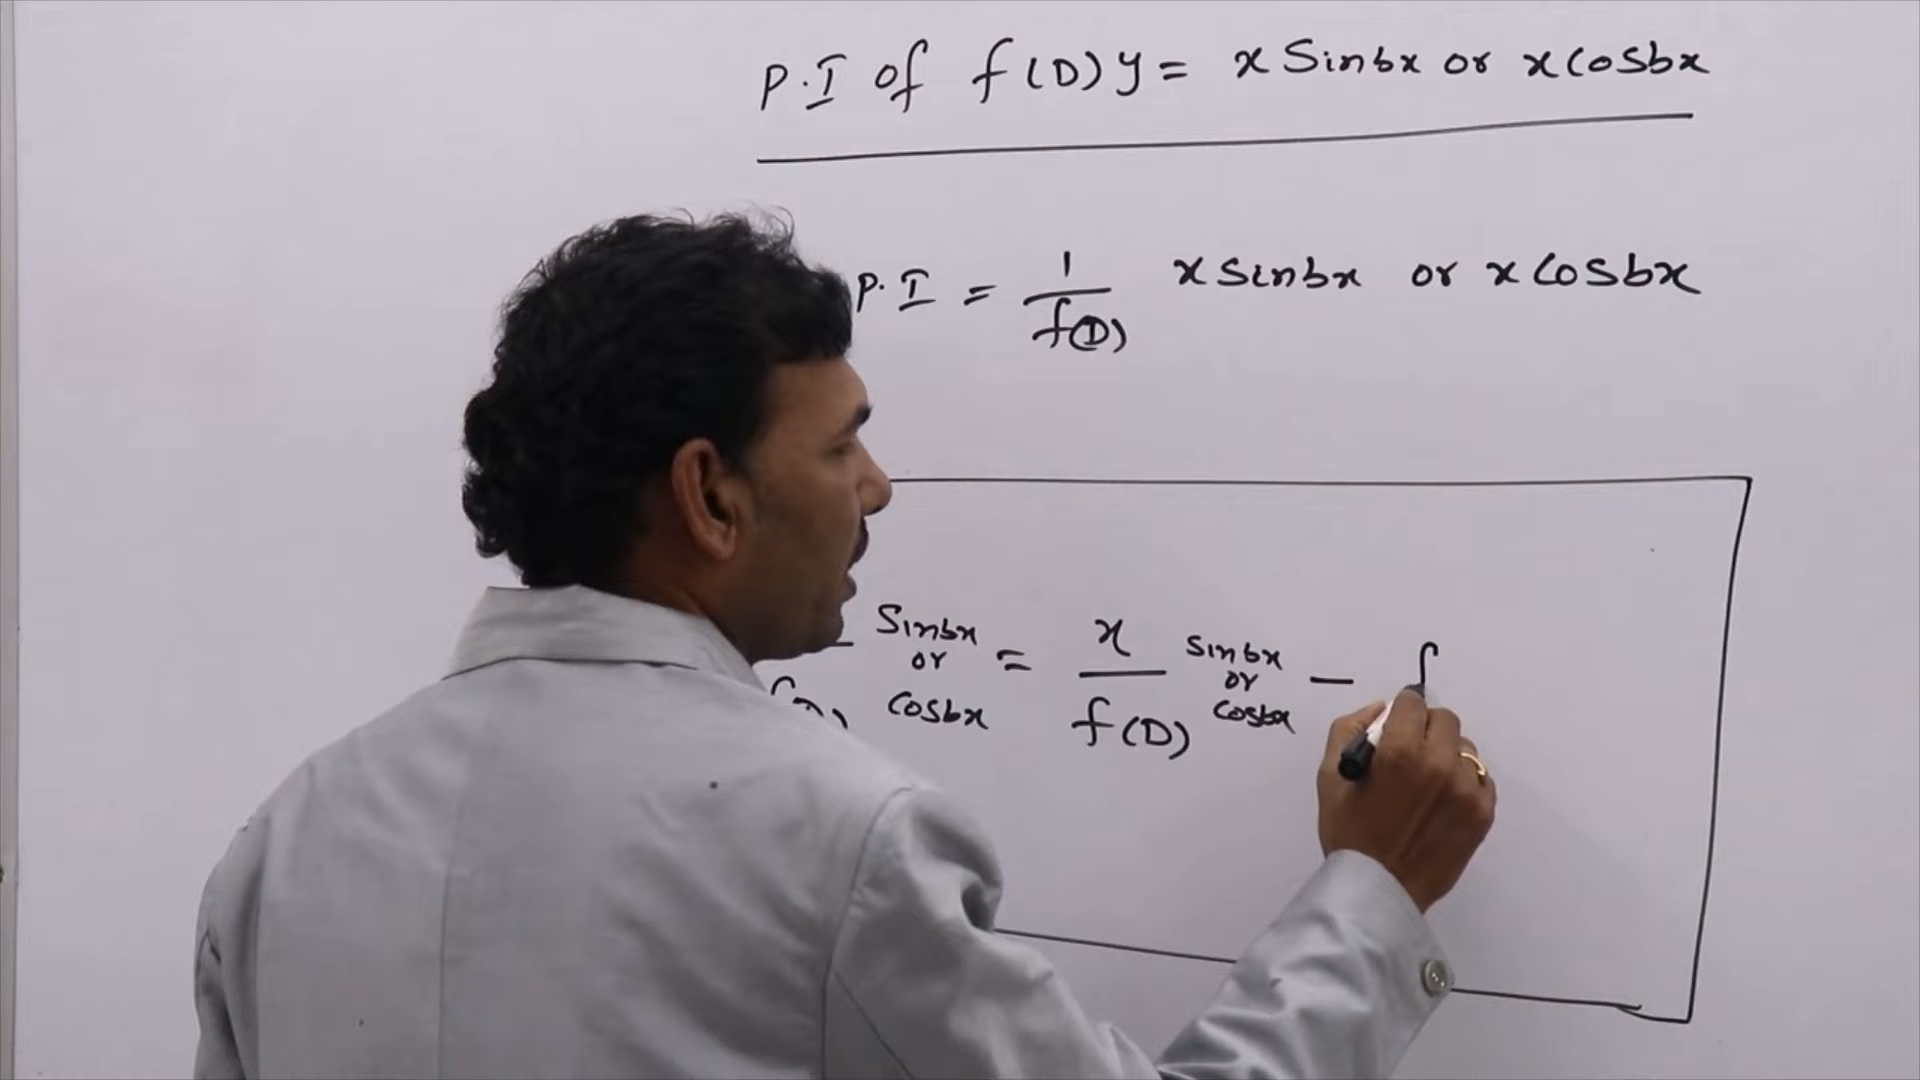 P.I of f(D)y = x Sinbx or x Cosbx
P.I = 1/f(D) x sinbx or x Cosbx
Sinbx or Cosbx = x/f(D) sinbx or Cosbx - f